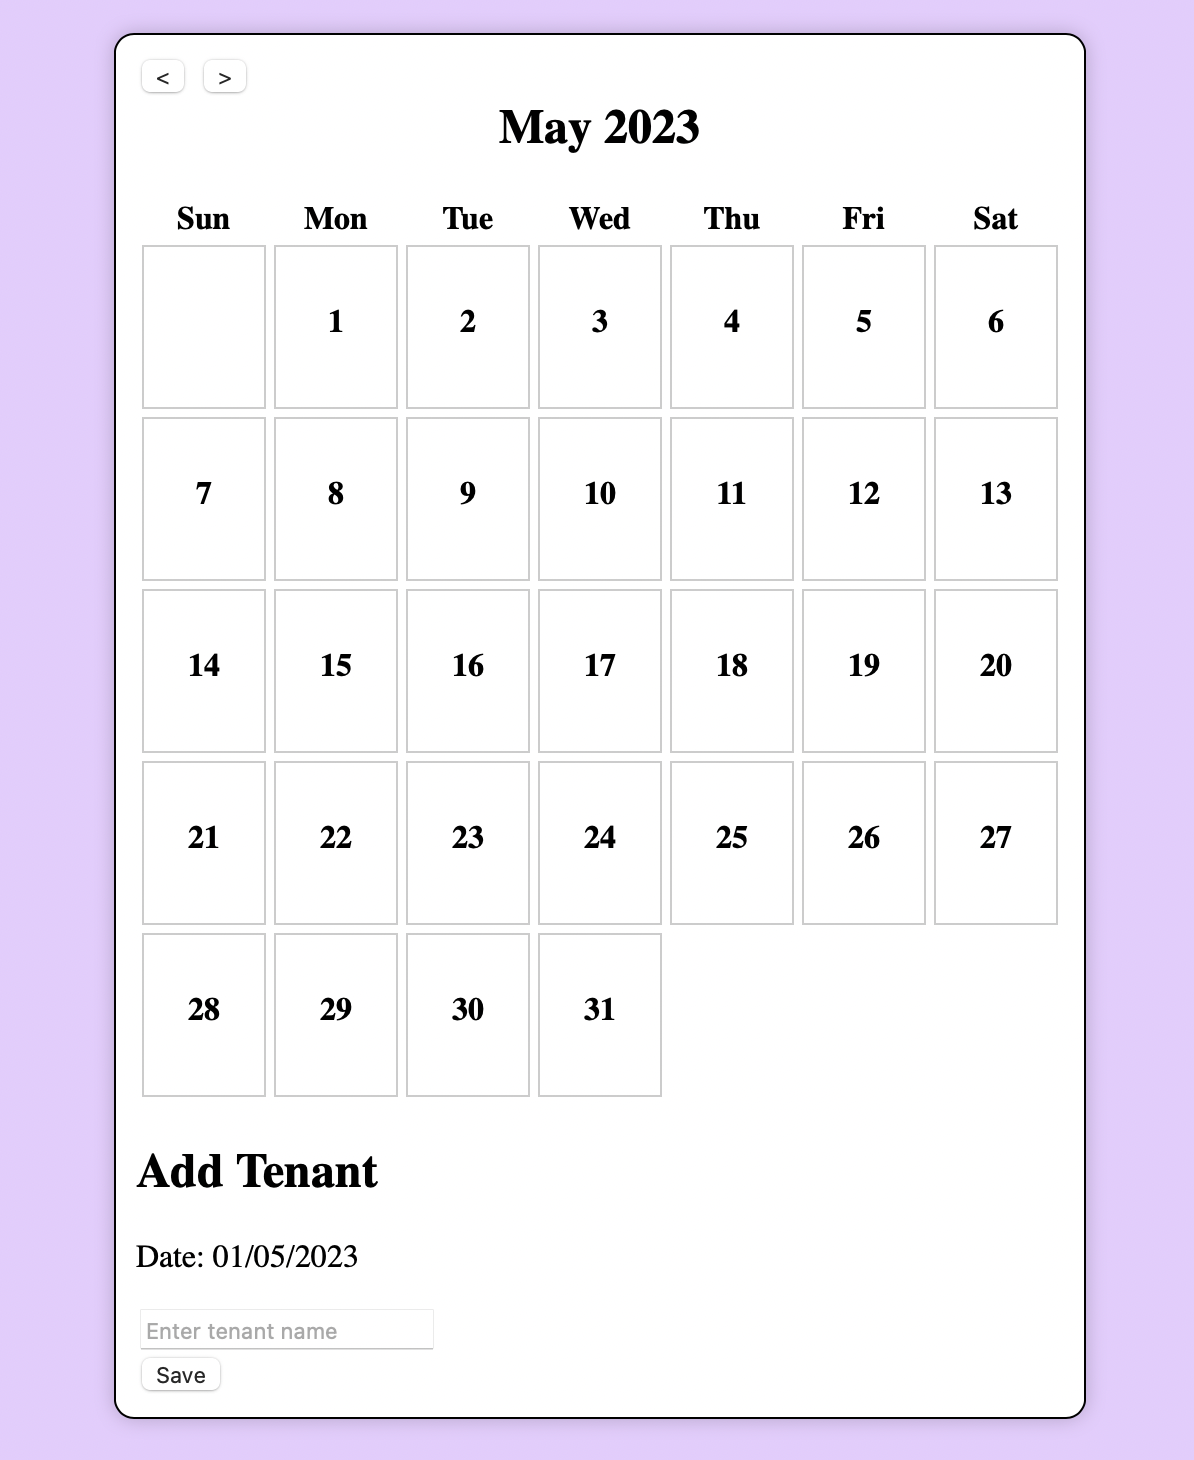 < >
May 2023
Sun Mon Tue Wed Thu Fri Sat
1 2 3 4 5 6
7 8 9 10 11 12 13
14 15 16 17 18 19 20
21 22 23 24 25 26 27
28 29 30 31
Add Tenant
Date: 01/05/2023
Enter tenant name
Save